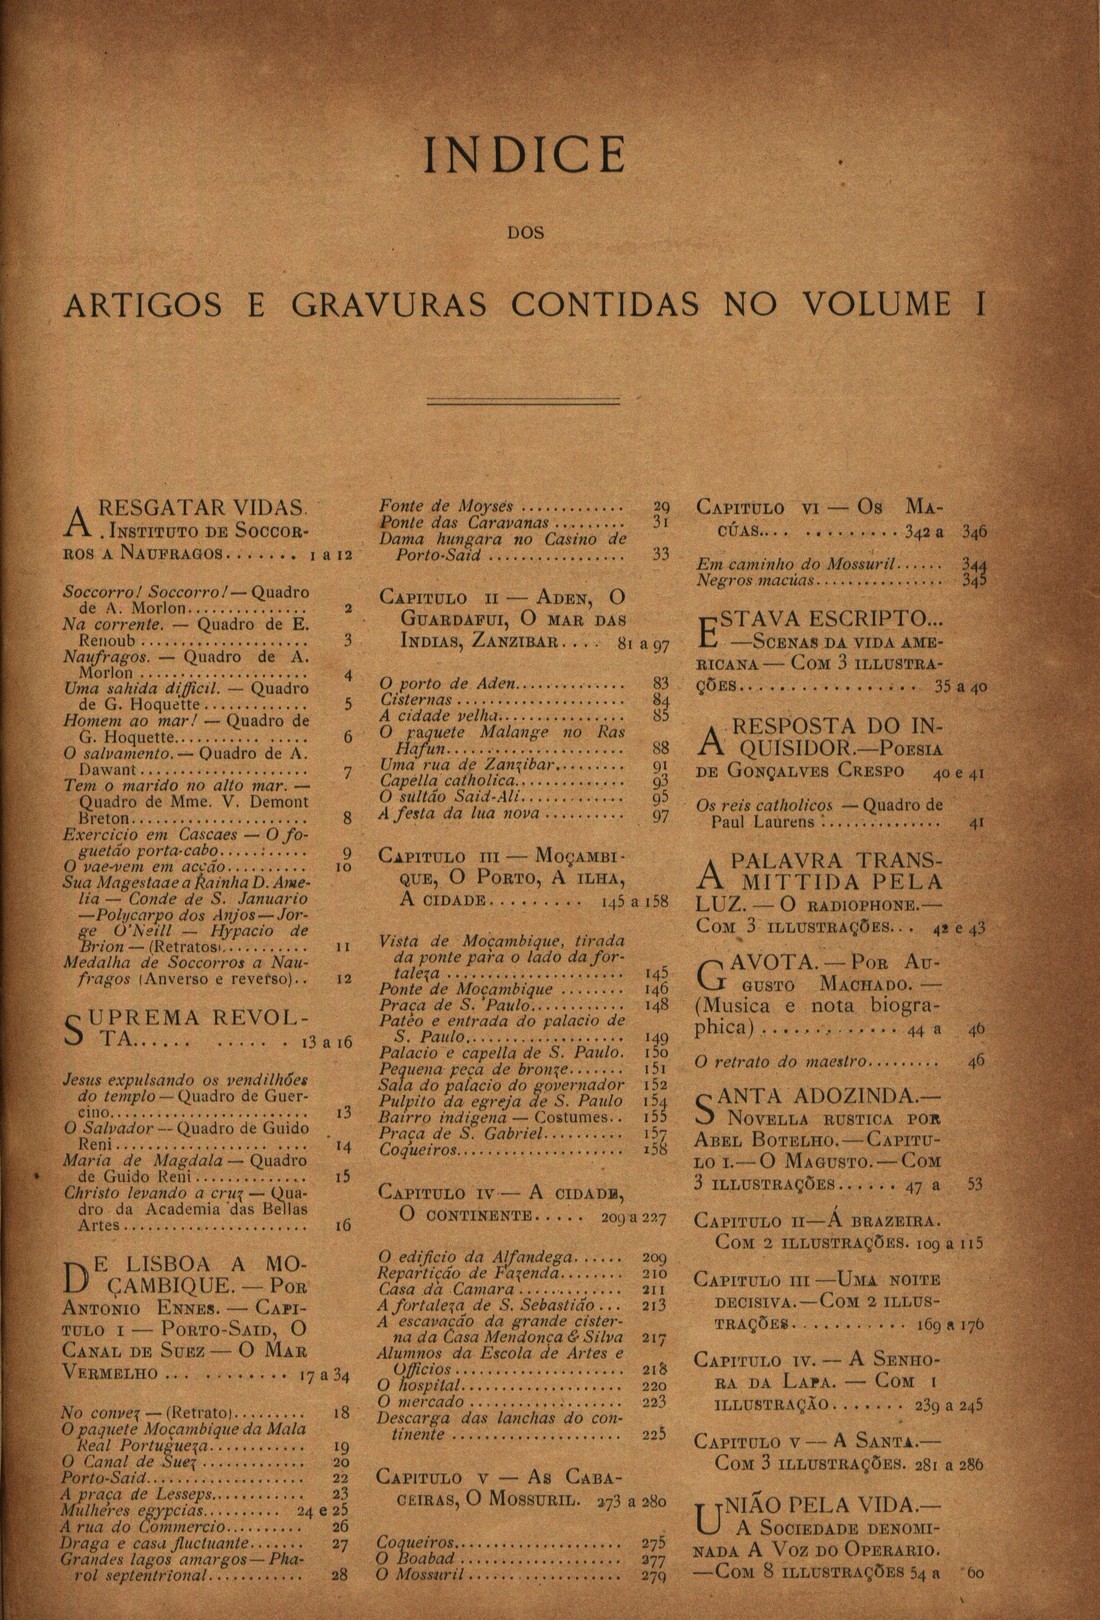 INDICE
DOS
ARTIGOS E GRAVURAS CONTIDAS NO VOLUME I
A RESGATAR VIDAS.
. INSTITUTO DE SOCCOR-
ROS A NAUFRAGOS....... 1 a 12
Soccorro! Soccorro! — Quadro
de A. Morlon............... 2
Na corrente. — Quadro de E.
Renoub.................... 3
Naufragos. — Quadro de A.
Morlon .................... 4
Uma sahida difficil. — Quadro
de G. Hoquette............. 5
Homem ao mar! — Quadro de
G. Hoquette.......... ..... 6
O salvamento. — Quadro de A.
Dawant.................... 7
Tem o marido no alto mar. —
Quadro de Mme. V. Demont
Breton..................... 8
Exercicio em Cascaes — O fo-
guetão porta-cabo.....:..... 9
O vae-vem em acção.......... 10
Sua Magestade a Rainha D. Ame-
lia — Conde de S. Januario
— Polycarpo dos Anjos — Jor-
ge O'Neill — Hypacio de
Brion — (Retratos)........... 11
Medalha de Soccorros a Nau-
fragos (Anverso e reverso).. 12
SUPREMA REVOL-
TA...... ...... . 13 a 16
Jesus expulsando os vendilhões
do templo — Quadro de Guer-
cino........................ 13
O Salvador — Quadro de Guido
Reni....................... 14
Maria de Magdala — Quadro
de Guido Reni.............. 15
Christo levando a cruz — Qua-
dro da Academia das Bellas
Artes....................... 16
DE LISBOA A MO-
ÇAMBIQUE. — POR
ANTONIO ENNES. — CAPI-
TULO I — PORTO-SAID, O
CANAL DE SUEZ — O MAR
VERMELHO ... ......... 17 a 34
No convez — (Retrato)......... 18
O paquete Moçambique da Mala
Real Portugueza............ 19
O Canal de Suez ............ 20
Porto-Said................... 22
A praça de Lesseps........... 23
Mulheres egypcias.......... 24 e 25
A rua do Commercio.......... 26
Draga e casa fluctuante....... 27
Grandes lagos amargos — Pha-
rol septentrional............ 28
Fonte de Moysés ............. 29
Ponte das Caravanas ......... 31
Dama hungara no Casino de
Porto-Said ................. 33
CAPITULO II — ADEN, O
GUARDAFUI, O MAR DAS
INDIAS, ZANZIBAR.... 81 a 97
O porto de Aden.............. 83
Cisternas ..................... 84
A cidade velha................ 85
O paquete Malange no Ras
Hafun...................... 88
Uma rua de Zanzibar......... 91
Capella catholica.............. 93
O sultão Said-Ali............. 95
A festa da lua nova .......... 97
CAPITULO III — MOÇAMBI-
QUE, O PORTO, A ILHA,
A CIDADE......... 145 a 158
Vista de Moçambique, tirada
da ponte para o lado da for-
taleza ...................... 145
Ponte de Moçambique ........ 146
Praça de S. Paulo............ 148
Pateo e entrada do palacio de
S. Paulo.................... 149
Palacio e capella de S. Paulo. 150
Pequena peça de bronze....... 151
Sala do palacio do governador 152
Pulpito da egreja de S. Paulo 154
Bairro indigena — Costumes.. 155
Praça de S. Gabriel.......... 157
Coqueiros..................... 158
CAPITULO IV — A CIDADE,
O CONTINENTE..... 209 a 227
O edificio da Alfandega...... 209
Repartição de Fazenda........ 210
Casa da Camara ............. 211
A fortaleza de S. Sebastião ... 213
A escavação da grande cister-
na da Casa Mendonça & Silva 217
Alumnos da Escola de Artes e
Officios ..................... 218
O hospital.................... 220
O mercado ................... 223
Descarga das lanchas do con-
tinente ..................... 225
CAPITULO V — AS CABA-
CEIRAS, O MOSSURIL. 273 a 280
Coqueiros..................... 275
O Boabad .................... 277
O Mossuril................... 279
CAPITULO VI — OS MA-
CÚAS.... .......... 342 a 346
Em caminho do Mossuril...... 344
Negros macúas................ 345
ESTAVA ESCRIPTO...
— SCENAS DA VIDA AME-
RICANA — COM 3 ILLUSTRA-
ÇÕES................... 35 a 40
A RESPOSTA DO IN-
QUISIDOR. — POESIA
DE GONÇALVES CRESPO 40 e 41
Os reis catholicos — Quadro de
Paul Laurens ............... 41
A PALAVRA TRANS-
MITTIDA PELA
LUZ. — O RADIOPHONE. —
COM 3 ILLUSTRAÇÕES... 42 e 43
GAVOTA. — POR AU-
GUSTO MACHADO. —
(Musica e nota biogra-
phica) .............. 44 a 46
O retrato do maestro......... 46
SANTA ADOZINDA. —
NOVELLA RUSTICA POR
ABEL BOTELHO. — CAPITU-
LO I. — O MAGUSTO. — COM
3 ILLUSTRAÇÕES...... 47 a 53
CAPITULO II — Á BRAZEIRA.
COM 2 ILLUSTRAÇÕES. 109 a 115
CAPITULO III — UMA NOITE
DECISIVA. — COM 2 ILLUS-
TRAÇÕES........... 169 a 176
CAPITULO IV. — A SENHO-
RA DA LAPA. — COM 1
ILLUSTRAÇÃO....... 239 a 245
CAPITULO V — A SANTA. —
COM 3 ILLUSTRAÇÕES. 281 a 286
UNIÃO PELA VIDA. —
A SOCIEDADE DENOMI-
NADA A VOZ DO OPERARIO.
— COM 8 ILLUSTRAÇÕES 54 a 60